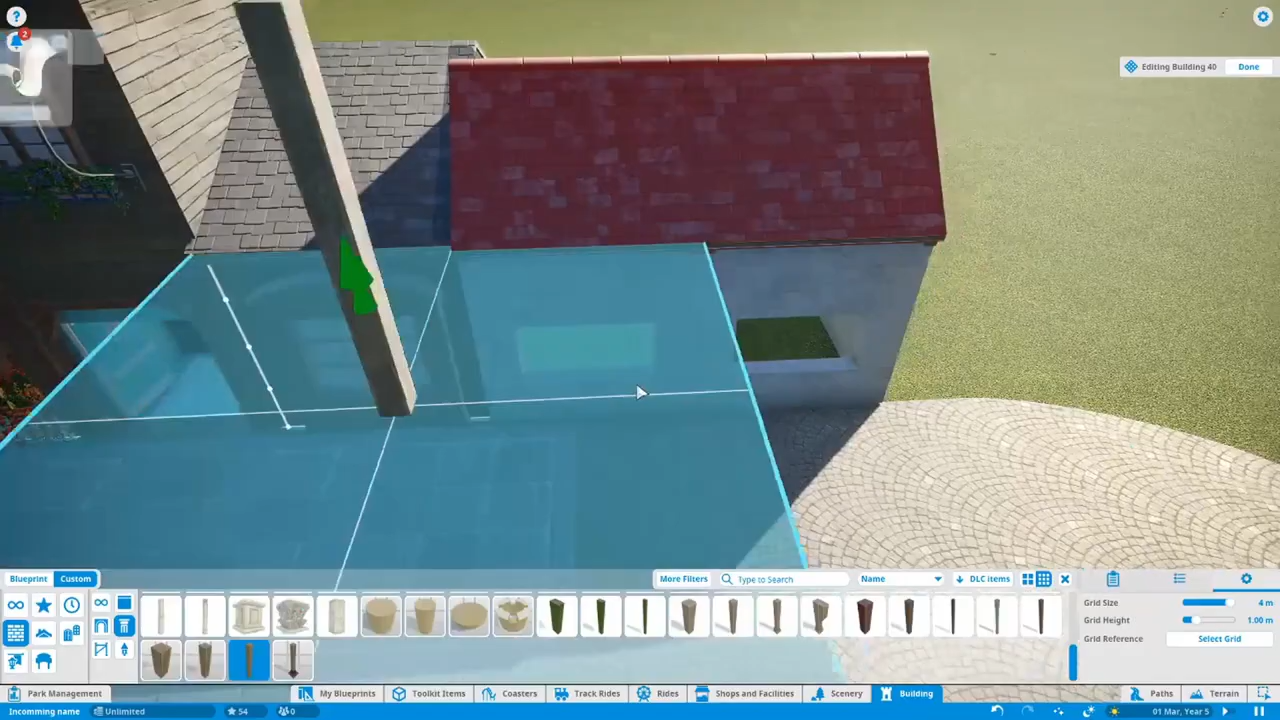 ?
2
Editing Building 40
Done
Blueprint
Custom
More Filters
Type to Search
Name
DLC items
Grid Size
4 m
Grid Height
1.00 m
Grid Reference
Select Grid
Park Management
My Blueprints
Toolkit Items
Coasters
Track Rides
Rides
Shops and Facilities
Scenery
Building
Paths
Terrain
Incoming name
Unlimited
54
0
01 Mar, Year 5